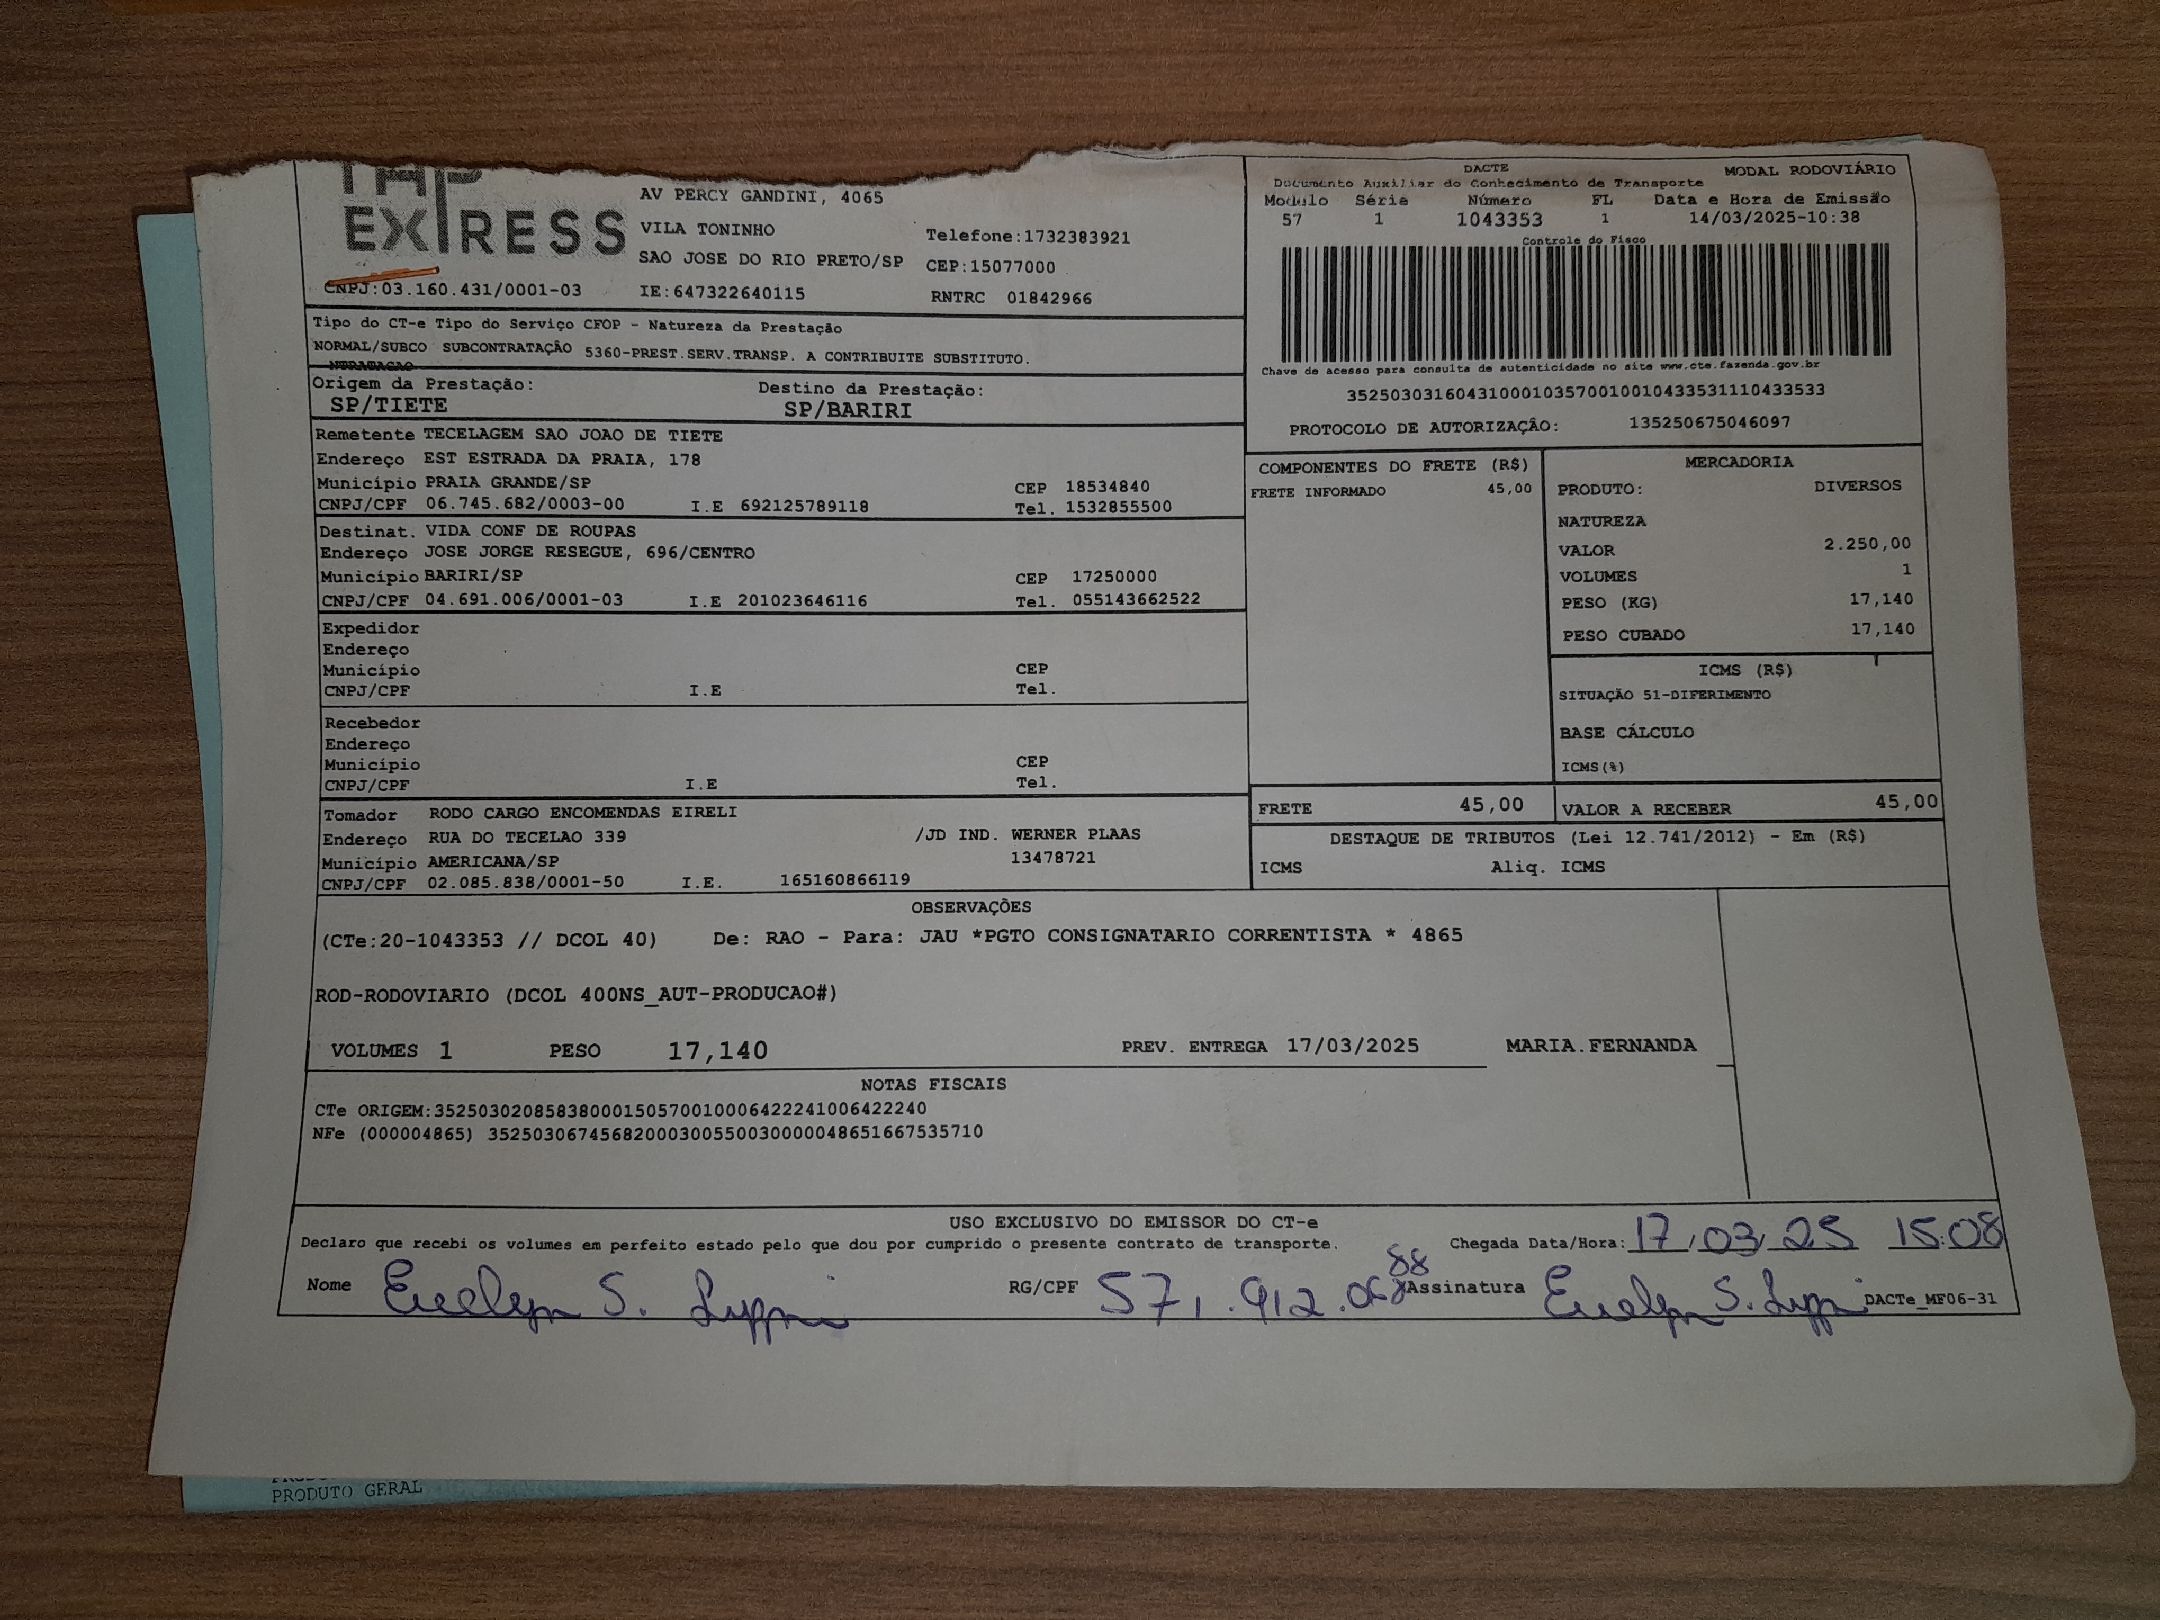 TAP
EXPRESS
AV PERCY GANDINI, 4065
VILA TONINHO
Telefone:1732383921
SAO JOSE DO RIO PRETO/SP CEP:15077000
CNPJ:03.160.431/0001-03 IE:647322640115 RNTRC 01842966
DACTE MODAL RODOVIÁRIO
Documento Auxiliar do Conhecimento de Transporte
Modulo Série Número FL Data e Hora de Emissão
57 1 1043353 1 14/03/2025-10:38
Controle do Fisco
Chave de acesso para consulta de autenticidade no site www.cte.fazenda.gov.br
35250303160431000103570010010433531110433533
PROTOCOLO DE AUTORIZAÇÃO: 135250675046097
Tipo do CT-e Tipo do Serviço CFOP - Natureza da Prestação
NORMAL/SUBCO SUBCONTRATAÇÃO 5360-PREST.SERV.TRANSP. A CONTRIBUITE SUBSTITUTO.
NTRATACAO
Origem da Prestação: Destino da Prestação:
SP/TIETE SP/BARIRI
Remetente TECELAGEM SAO JOAO DE TIETE
Endereço EST ESTRADA DA PRAIA, 178
Município PRAIA GRANDE/SP CEP 18534840
CNPJ/CPF 06.745.682/0003-00 I.E 692125789118 Tel. 1532855500
Destinat. VIDA CONF DE ROUPAS
Endereço JOSE JORGE RESEGUE, 696/CENTRO
Município BARIRI/SP CEP 17250000
CNPJ/CPF 04.691.006/0001-03 I.E 201023646116 Tel. 055143662522
Expedidor
Endereço
Município CEP
CNPJ/CPF I.E Tel.
Recebedor
Endereço
Município CEP
CNPJ/CPF I.E Tel.
Tomador RODO CARGO ENCOMENDAS EIRELI
Endereço RUA DO TECELAO 339 /JD IND. WERNER PLAAS
Município AMERICANA/SP 13478721
CNPJ/CPF 02.085.838/0001-50 I.E. 165160866119
COMPONENTES DO FRETE (R$)
FRETE INFORMADO 45,00
MERCADORIA
PRODUTO: DIVERSOS
NATUREZA
VALOR 2.250,00
VOLUMES 1
PESO (KG) 17,140
PESO CUBADO 17,140
ICMS (R$)
SITUAÇÃO 51-DIFERIMENTO
BASE CÁLCULO
ICMS(%)
FRETE 45,00 VALOR A RECEBER 45,00
DESTAQUE DE TRIBUTOS (Lei 12.741/2012) - Em (R$)
ICMS Aliq. ICMS
OBSERVAÇÕES
(CTe:20-1043353 // DCOL 40) De: RAO - Para: JAU *PGTO CONSIGNATARIO CORRENTISTA * 4865
ROD-RODOVIARIO (DCOL 400NS_AUT-PRODUCAO#)
VOLUMES 1 PESO 17,140 PREV. ENTREGA 17/03/2025 MARIA.FERNANDA
NOTAS FISCAIS
CTe ORIGEM:35250302085838000150570010006422241006422240
NFe (000004865) 35250306745682000300550030000048651667535710
USO EXCLUSIVO DO EMISSOR DO CT-e
Declaro que recebi os volumes em perfeito estado pelo que dou por cumprido o presente contrato de transporte. Chegada Data/Hora: 17/03/25 15:08
Nome Evelyn S. RG/CPF 571.912.068 88 Assinatura Evelyn S. DACTe_MF06-31
PRODUTO GERAL